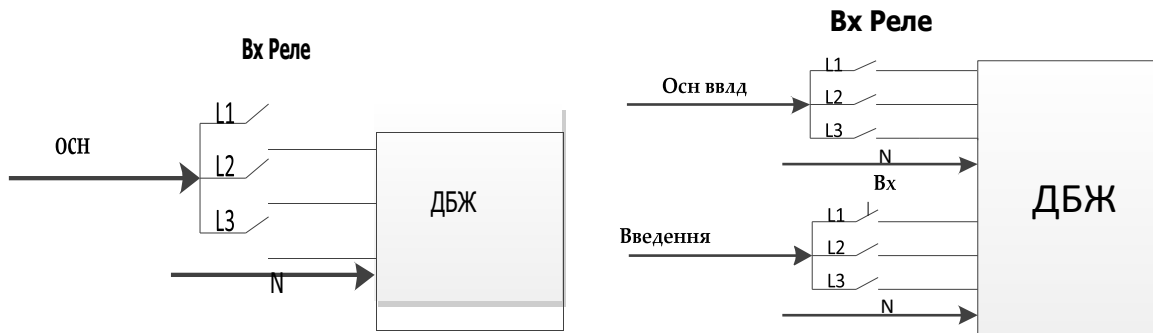 Вх Реле
L1
L2
L3
осн
N
ДБЖ
Вх Реле
L1
L2
L3
Осн ввлд
N
Вх
L1
L2
L3
Введення
N
ДБЖ